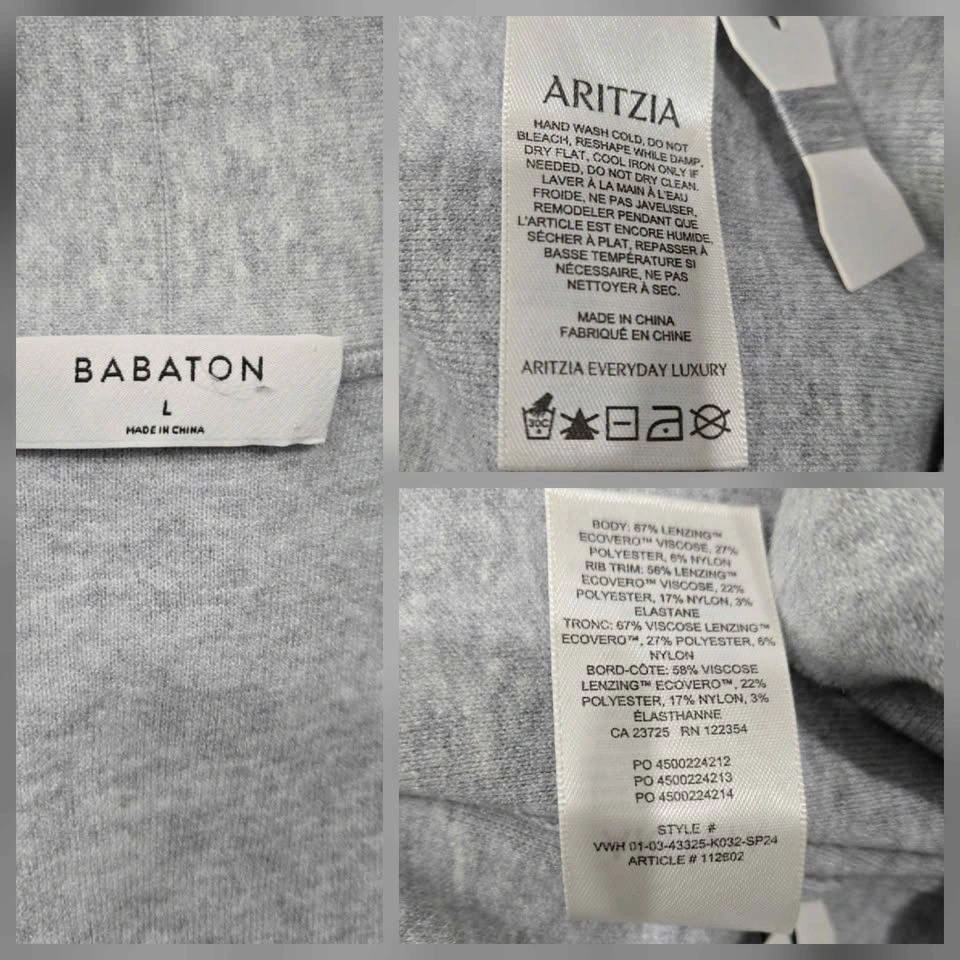 BABATON
L
MADE IN CHINA
ARITZIA
HAND WASH COLD, DO NOT
BLEACH, RESHAPE WHILE DAMP,
DRY FLAT, COOL IRON ONLY IF
NEEDED, DO NOT DRY CLEAN.
LAVER À LA MAIN À L'EAU
FROIDE, NE PAS JAVELISER,
REMODELER PENDANT QUE
L'ARTICLE EST ENCORE HUMIDE,
SÉCHER À PLAT, REPASSER À
BASSE TEMPÉRATURE SI
NÉCESSAIRE, NE PAS
NETTOYER À SEC.
MADE IN CHINA
FABRIQUÉ EN CHINE
ARITZIA EVERYDAY LUXURY
30C
BODY: 67% LENZING™
ECOVERO™ VISCOSE, 27%
POLYESTER, 6% NYLON
RIB TRIM: 58% LENZING™
ECOVERO™ VISCOSE, 22%
POLYESTER, 17% NYLON, 3%
ELASTANE
TRONC: 67% VISCOSE LENZING™
ECOVERO™, 27% POLYESTER, 6%
NYLON
BORD-CÔTE: 58% VISCOSE
LENZING™ ECOVERO™, 22%
POLYESTER, 17% NYLON, 3%
ÉLASTHANNE
CA 23725 RN 122354
PO 4500224212
PO 4500224213
PO 4500224214
STYLE #
VWH 01-03-43325-K032-SP24
ARTICLE # 112602